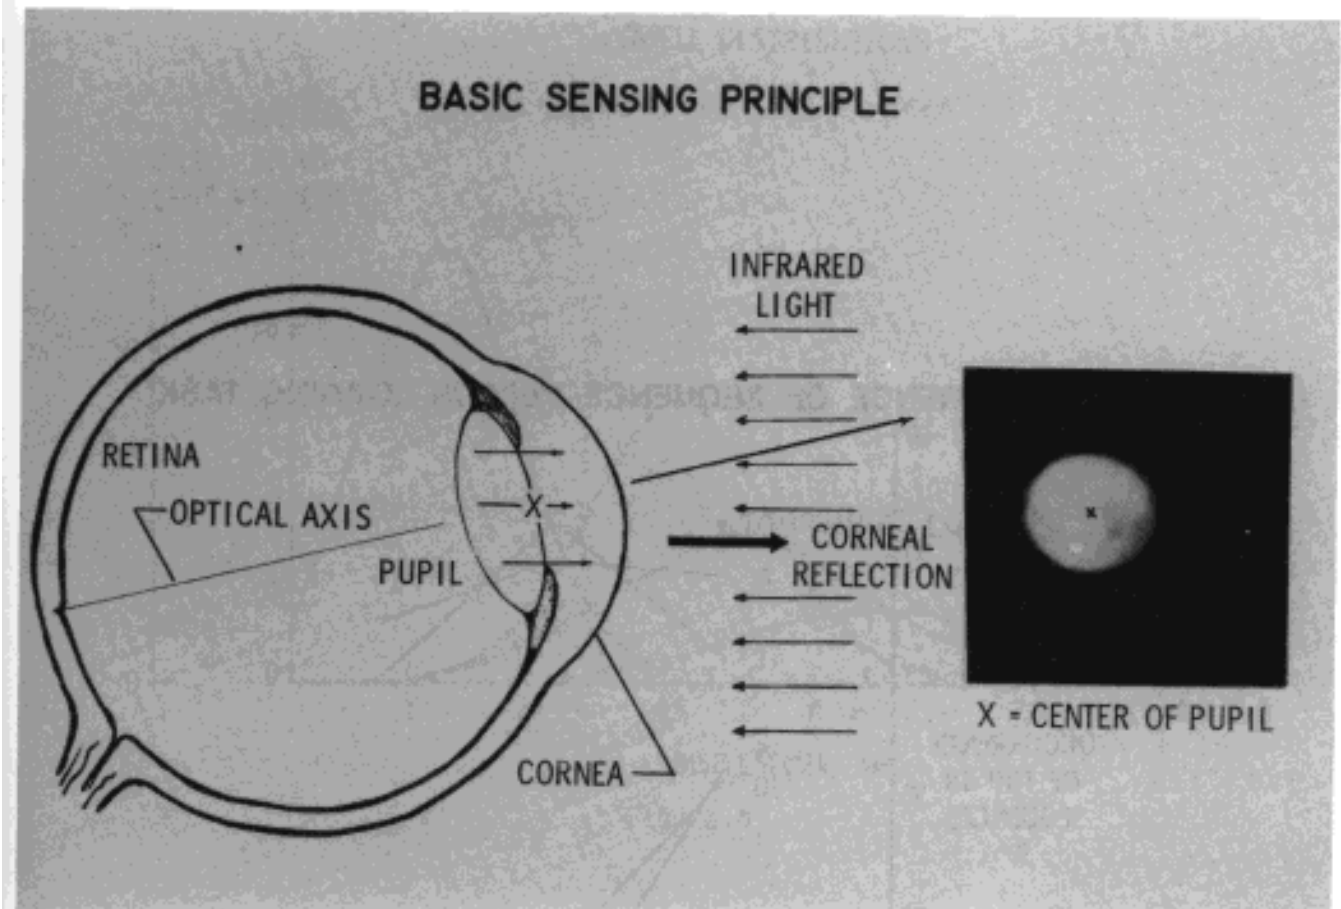 BASIC SENSING PRINCIPLE
INFRARED
LIGHT
RETINA
OPTICAL AXIS
PUPIL
X
CORNEAL
REFLECTION
x
X = CENTER OF PUPIL
CORNEA